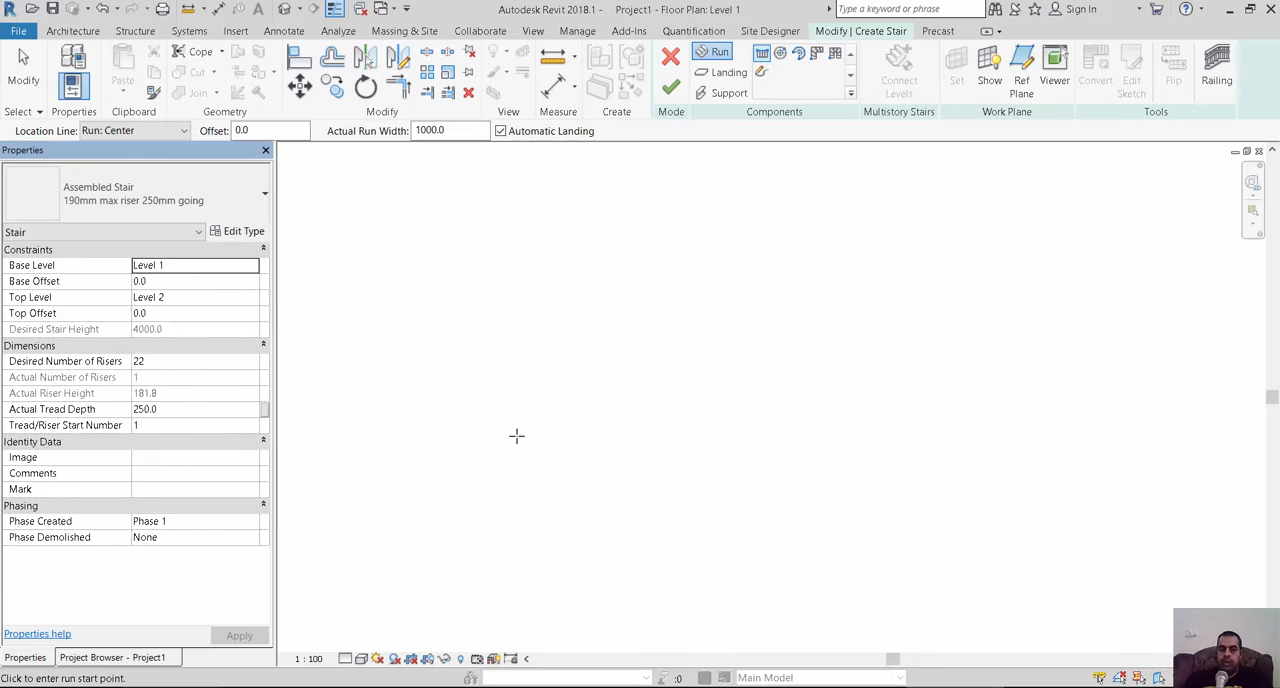 Autodesk Revit 2018.1 - Project1 - Floor Plan: Level 1
Type a keyword or phrase
Sign In
File Architecture Structure Systems Insert Annotate Analyze Massing & Site Collaborate View Manage Add-Ins Quantification Site Designer Modify | Create Stair Precast
Modify
Paste
Cope
Cut
Join
Run
Landing
Support
Connect Levels
Set
Show
Ref Plane
Viewer
Convert
Edit Sketch
Flip
Railing
Select Properties Clipboard Geometry Modify View Measure Create Mode Components Multistory Stairs Work Plane Tools
Location Line: Run: Center Offset: 0.0 Actual Run Width: 1000.0 Automatic Landing
Properties
Assembled Stair
190mm max riser 250mm going
Stair Edit Type
Constraints
Base Level Level 1
Base Offset 0.0
Top Level Level 2
Top Offset 0.0
Desired Stair Height 4000.0
Dimensions
Desired Number of Risers 22
Actual Number of Risers 1
Actual Riser Height 181.8
Actual Tread Depth 250.0
Tread/Riser Start Number 1
Identity Data
Image
Comments
Mark
Phasing
Phase Created Phase 1
Phase Demolished None
Properties help Apply
Properties Project Browser - Project1 1 : 100
Click to enter run start point. :0 Main Model